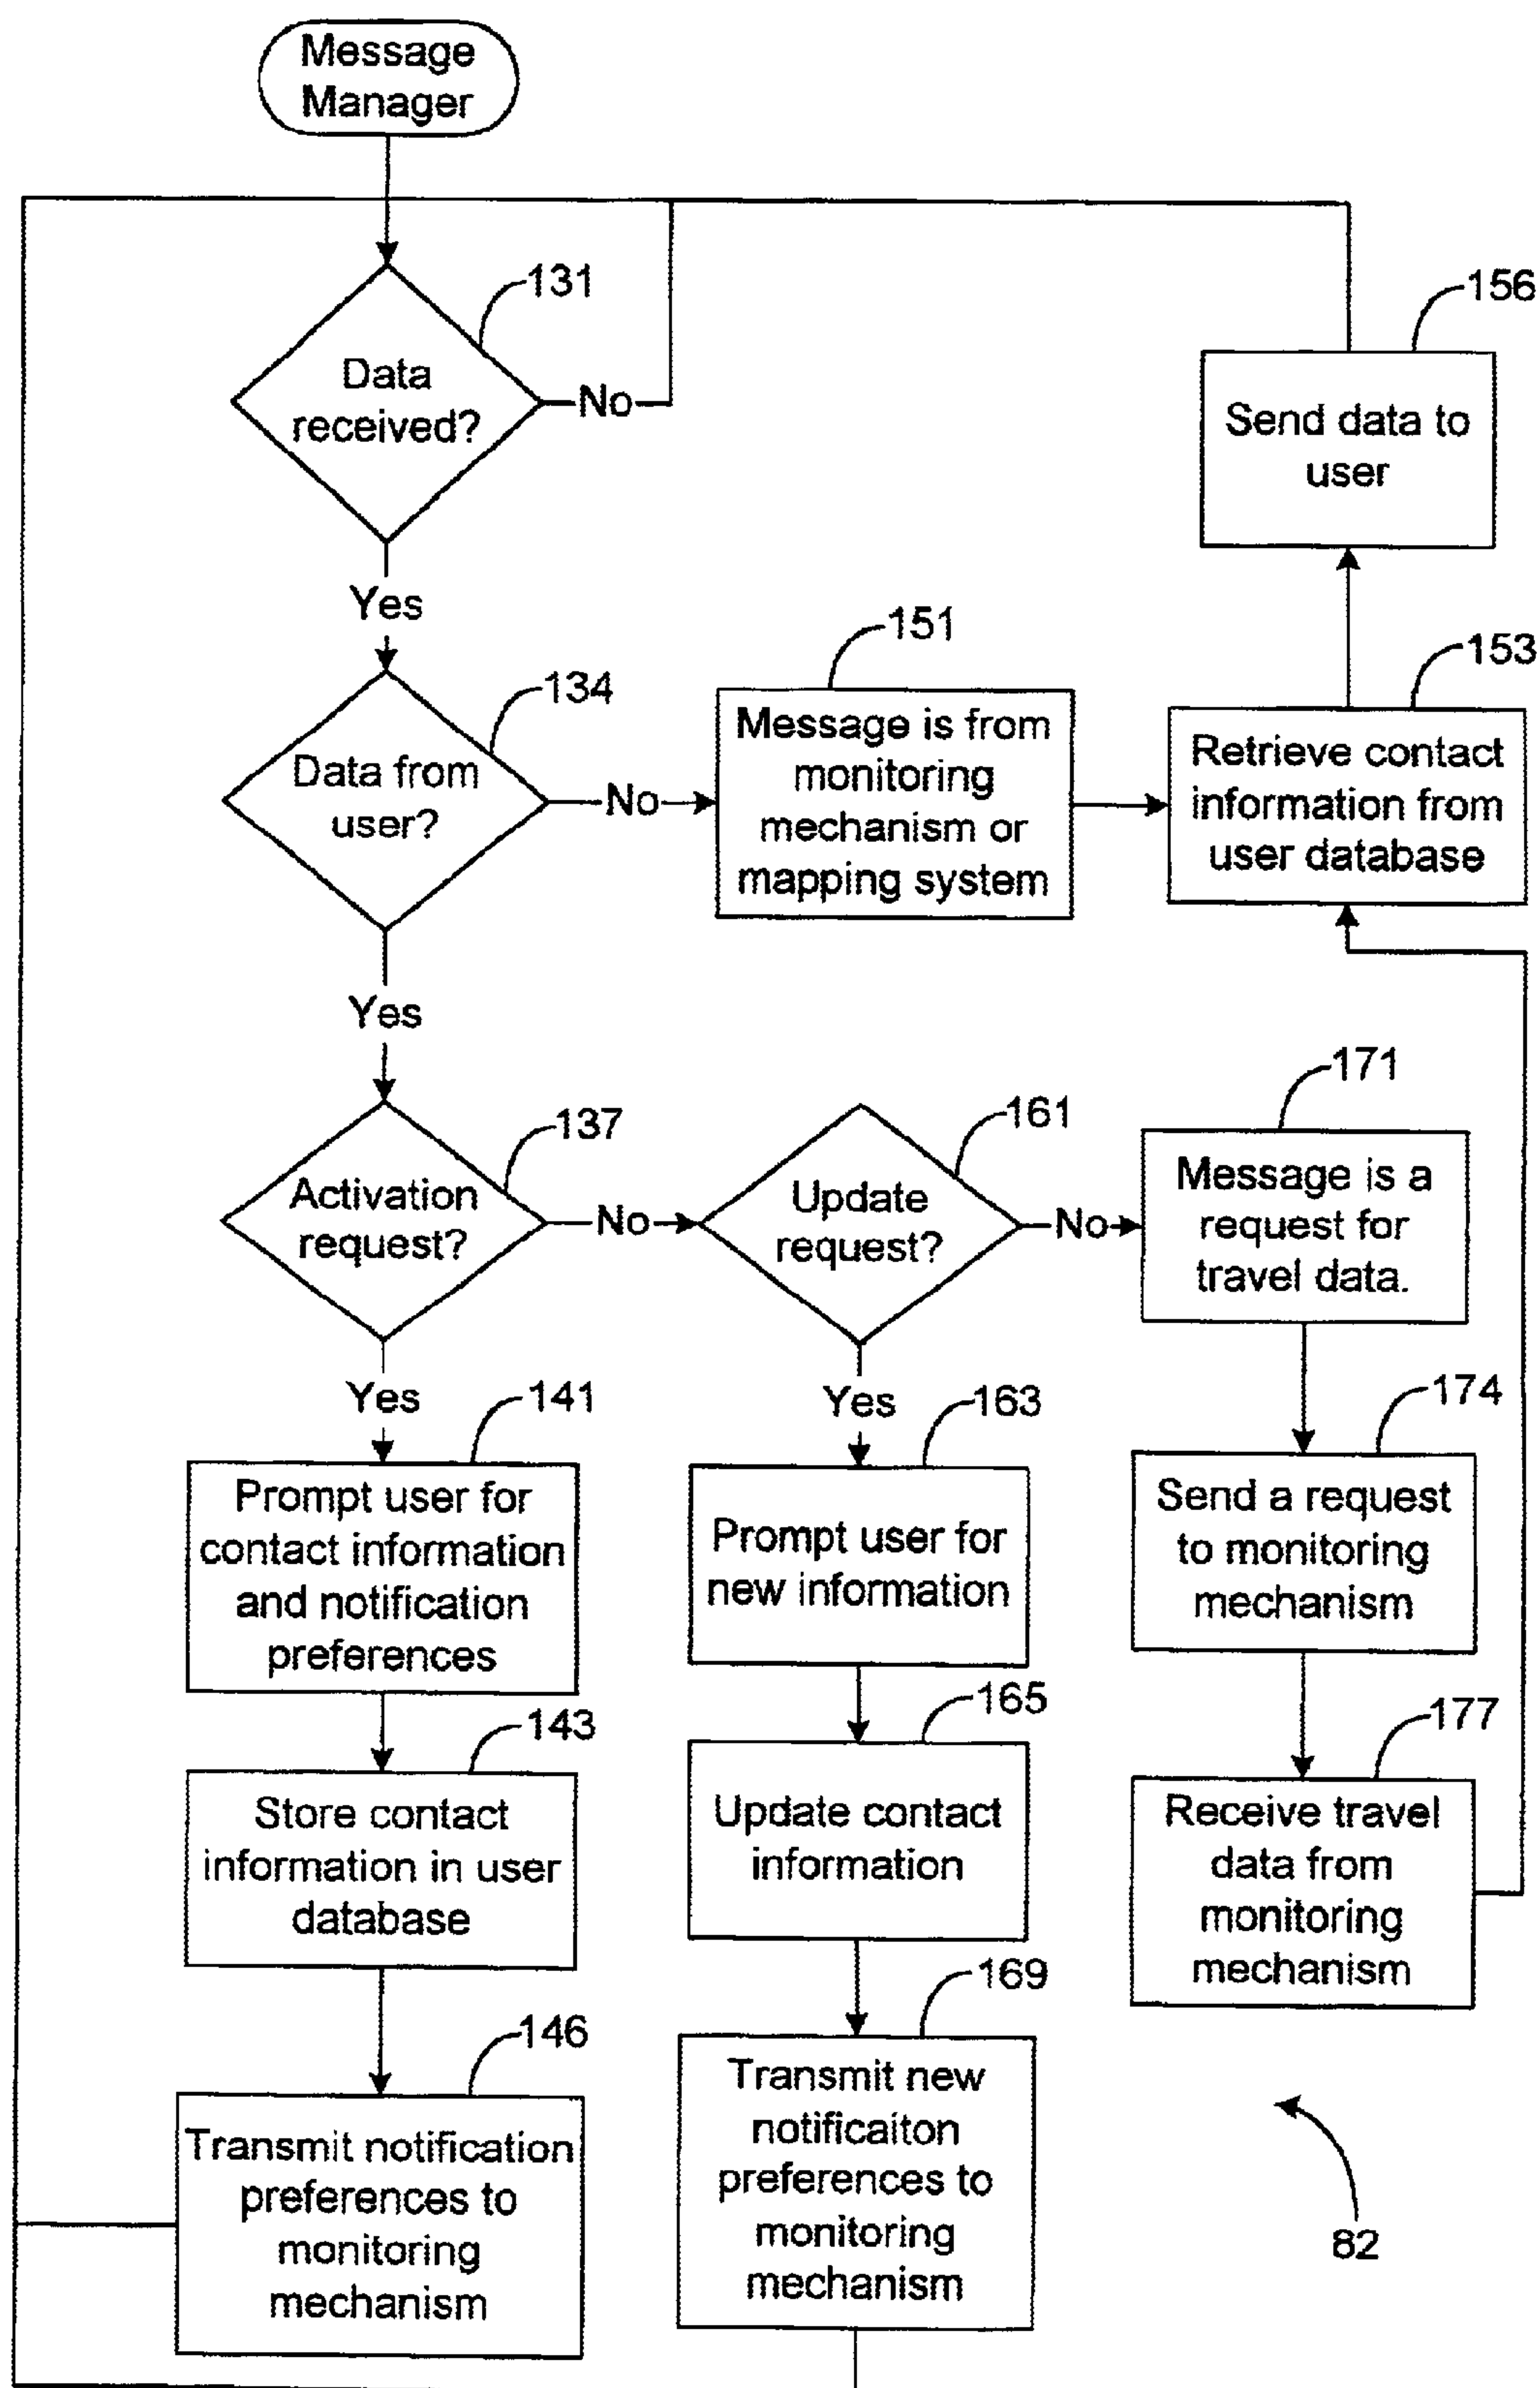 Message
Manager
131
Data
received?
No
156
Send data to
user
Yes
134
Data from
user?
No
151
Message is from
monitoring
mechanism or
mapping system
153
Retrieve contact
information from
user database
Yes
137
Activation
request?
No
161
Update
request?
No
171
Message is a
request for
travel data.
Yes
141
Prompt user for
contact information
and notification
preferences
Yes
163
Prompt user for
new information
174
Send a request
to monitoring
mechanism
143
Store contact
information in user
database
165
Update contact
information
177
Receive travel
data from
monitoring
mechanism
146
Transmit notification
preferences to
monitoring
mechanism
169
Transmit new
notificaiton
preferences to
monitoring
mechanism
82